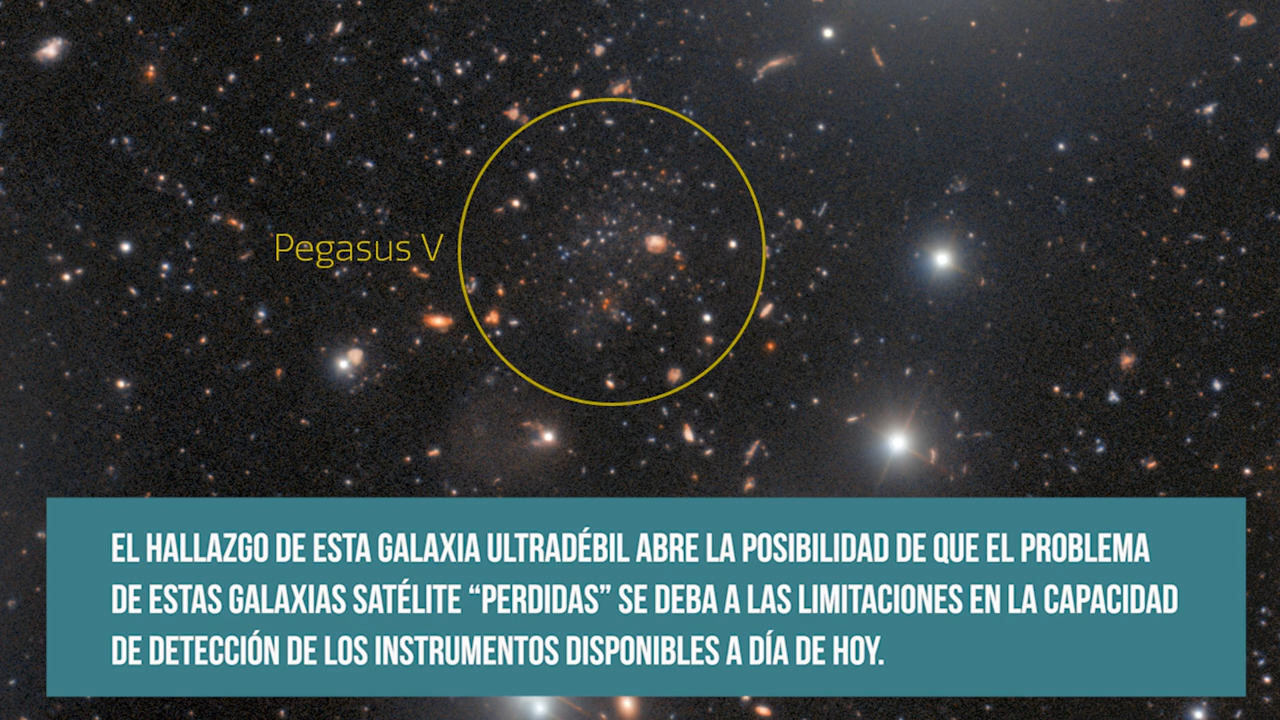 Pegasus V
EL HALLAZGO DE ESTA GALAXIA ULTRADÉBIL ABRE LA POSIBILIDAD DE QUE EL PROBLEMA
DE ESTAS GALAXIAS SATÉLITE “PERDIDAS” SE DEBA A LAS LIMITACIONES EN LA CAPACIDAD
DE DETECCIÓN DE LOS INSTRUMENTOS DISPONIBLES A DÍA DE HOY.